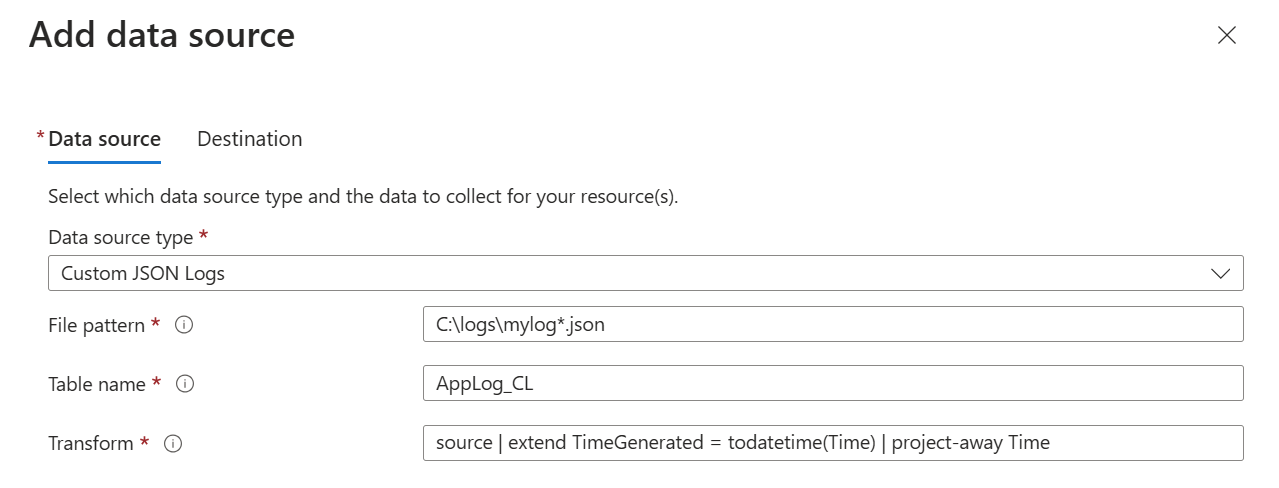 Add data source
* Data source Destination
Select which data source type and the data to collect for your resource(s).
Data source type *
Custom JSON Logs
File pattern * C:\logs\mylog*.json
Table name * AppLog_CL
Transform * source | extend TimeGenerated = todatetime(Time) | project-away Time